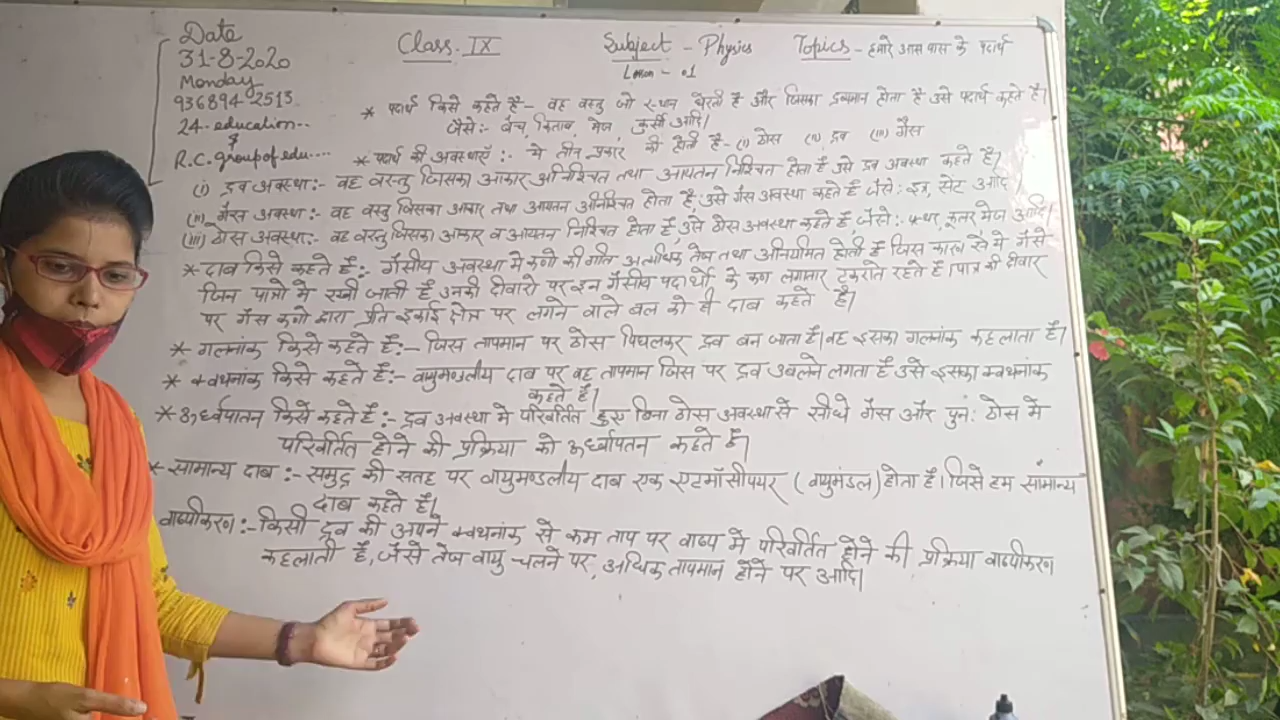 Date
31-8-2020
Monday
936894-2513
24-education..
&
R.C. group of edu....
Class. IX Subject - Physics Topics - हमारे आस पास के पदार्थ
Lesson - 01
* पदार्थ किसे कहते है - वह वस्तु जो स्थान घेरती है और जिसका द्रव्यमान होता है उसे पदार्थ कहते है।
जैसे:- बेंच, किताब, मेज, कुर्सी आदि।
* पदार्थ की अवस्थाएँ :- ये तीन प्रकार की होती है - (i) ठोस (ii) द्रव (iii) गैस
(i) द्रव अवस्था:- वह वस्तु जिसका आकार अनिश्चित तथा आयतन निश्चित होता है उसे द्रव अवस्था कहते है।
(ii) गैस अवस्था:- वह वस्तु जिसका आकार तथा आयतन अनिश्चित होता है, उसे गैस अवस्था कहते है जैसे: इत्र, सेंट आदि।
(iii) ठोस अवस्था:- वह वस्तु जिसका आकार व आयतन निश्चित होता है, उसे ठोस अवस्था कहते है, जैसे: पत्थर, कूलर मेज आदि।
* दाब किसे कहते है:- गैसीय अवस्था मे कणो की गति अत्यधिक तेज तथा अनियमित होती है जिस कारण से ये गैसे
जिन पात्रो मे रखी जाती है उनकी दीवारो पर इन गैसीय पदार्थो के कण लगातार टकराते रहते है। पात्र की दीवार
पर गैस कणो द्वारा प्रति इकाई क्षेत्र पर लगने वाले बल को ही दाब कहते है।
* गलनांक किसे कहते है:- जिस तापमान पर ठोस पिघलकर द्रव बन जाता है। वह इसका गलनांक कहलाता है।
* क्वथनांक किसे कहते है:- वायुमण्डलीय दाब पर वह तापमान जिस पर द्रव उबलने लगता है उसे इसका क्वथनांक
कहते है।
* ऊर्ध्वपातन किसे कहते है:- द्रव अवस्था मे परिवर्तित हुए बिना ठोस अवस्था से सीधे गैस और पुनः ठोस मे
परिवर्तित होने की प्रक्रिया को ऊर्ध्वापतन कहते है।
* सामान्य दाब :- समुद्र की सतह पर वायुमण्डलीय दाब एक एटमॉसीपयर (वायुमंडल) होता है। जिसे हम सामान्य
दाब कहते है।
वाष्पीकरण :- किसी द्रव की अपने क्वथनांक से कम ताप पर वाष्प मे परिवर्तित होने की प्रक्रिया वाष्पीकरण
कहलाती है, जैसे तेज वायु चलने पर, अधिक तापमान होने पर आदि।